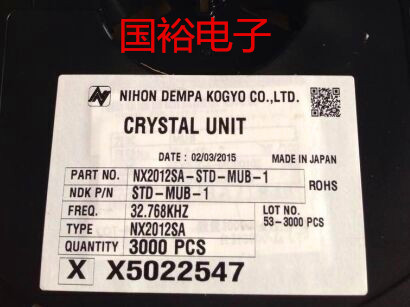 国裕电子
NIHON DEMPA KOGYO CO.,LTD.
CRYSTAL UNIT
DATE : 02/03/2015 MADE IN JAPAN
PART NO. NX2012SA-STD-MUB-1
NDK P/N STD-MUB-1
ROHS
FREQ. 32.768KHZ
LOT NO.
53-3000 PCS
TYPE NX2012SA
QUANTITY 3000 PCS
X X5022547